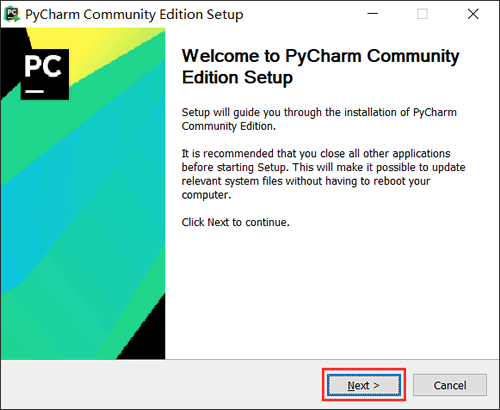 PyCharm Community Edition Setup
PC
Welcome to PyCharm Community
Edition Setup
Setup will guide you through the installation of PyCharm
Community Edition.
It is recommended that you close all other applications
before starting Setup. This will make it possible to update
relevant system files without having to reboot your
computer.
Click Next to continue.
Next >
Cancel